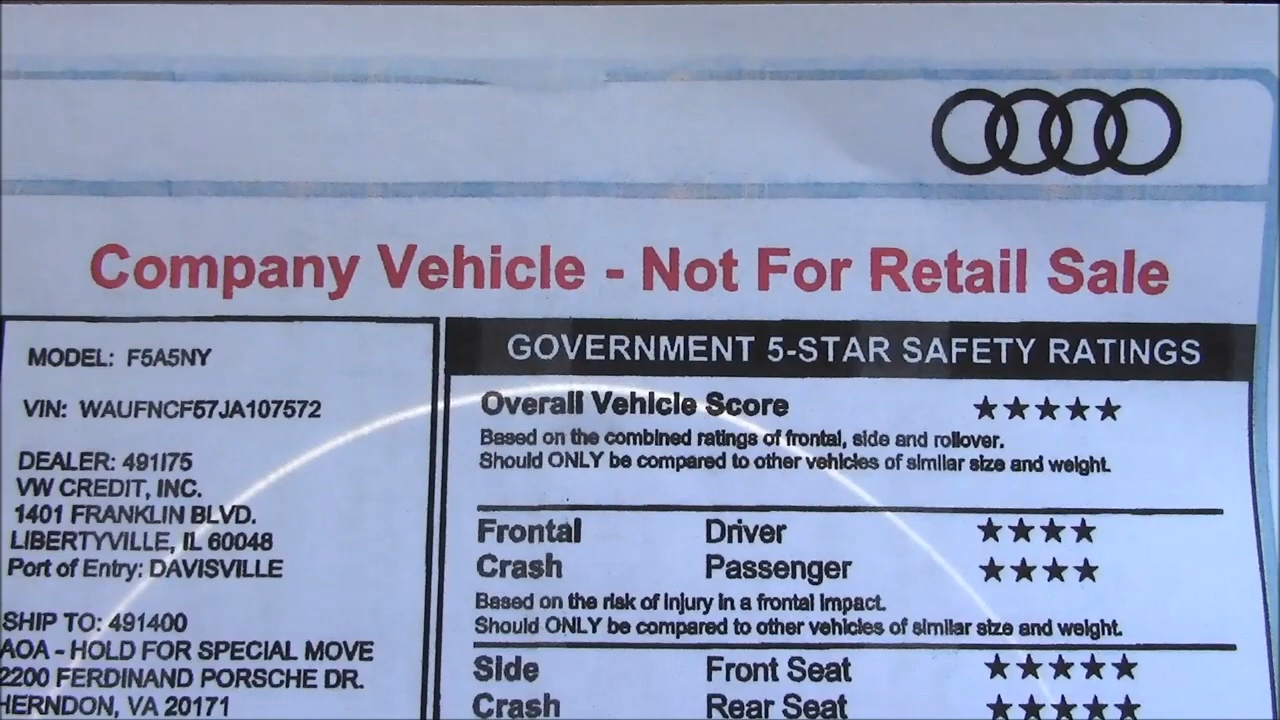 Company Vehicle - Not For Retail Sale
MODEL: F5A5NY
VIN: WAUFNCF57JA107572
DEALER: 491I75
VW CREDIT, INC.
1401 FRANKLIN BLVD.
LIBERTYVILLE, IL 60048
Port of Entry: DAVISVILLE
SHIP TO: 491400
AOA - HOLD FOR SPECIAL MOVE
2200 FERDINAND PORSCHE DR.
HERNDON, VA 20171
GOVERNMENT 5-STAR SAFETY RATINGS
Overall Vehicle Score ★★★★★
Based on the combined ratings of frontal, side and rollover.
Should ONLY be compared to other vehicles of similar size and weight.
Frontal Driver ★★★★
Crash Passenger ★★★★
Based on the risk of injury in a frontal impact.
Should ONLY be compared to other vehicles of similar size and weight.
Side Front Seat ★★★★★
Crash Rear Seat ★★★★★